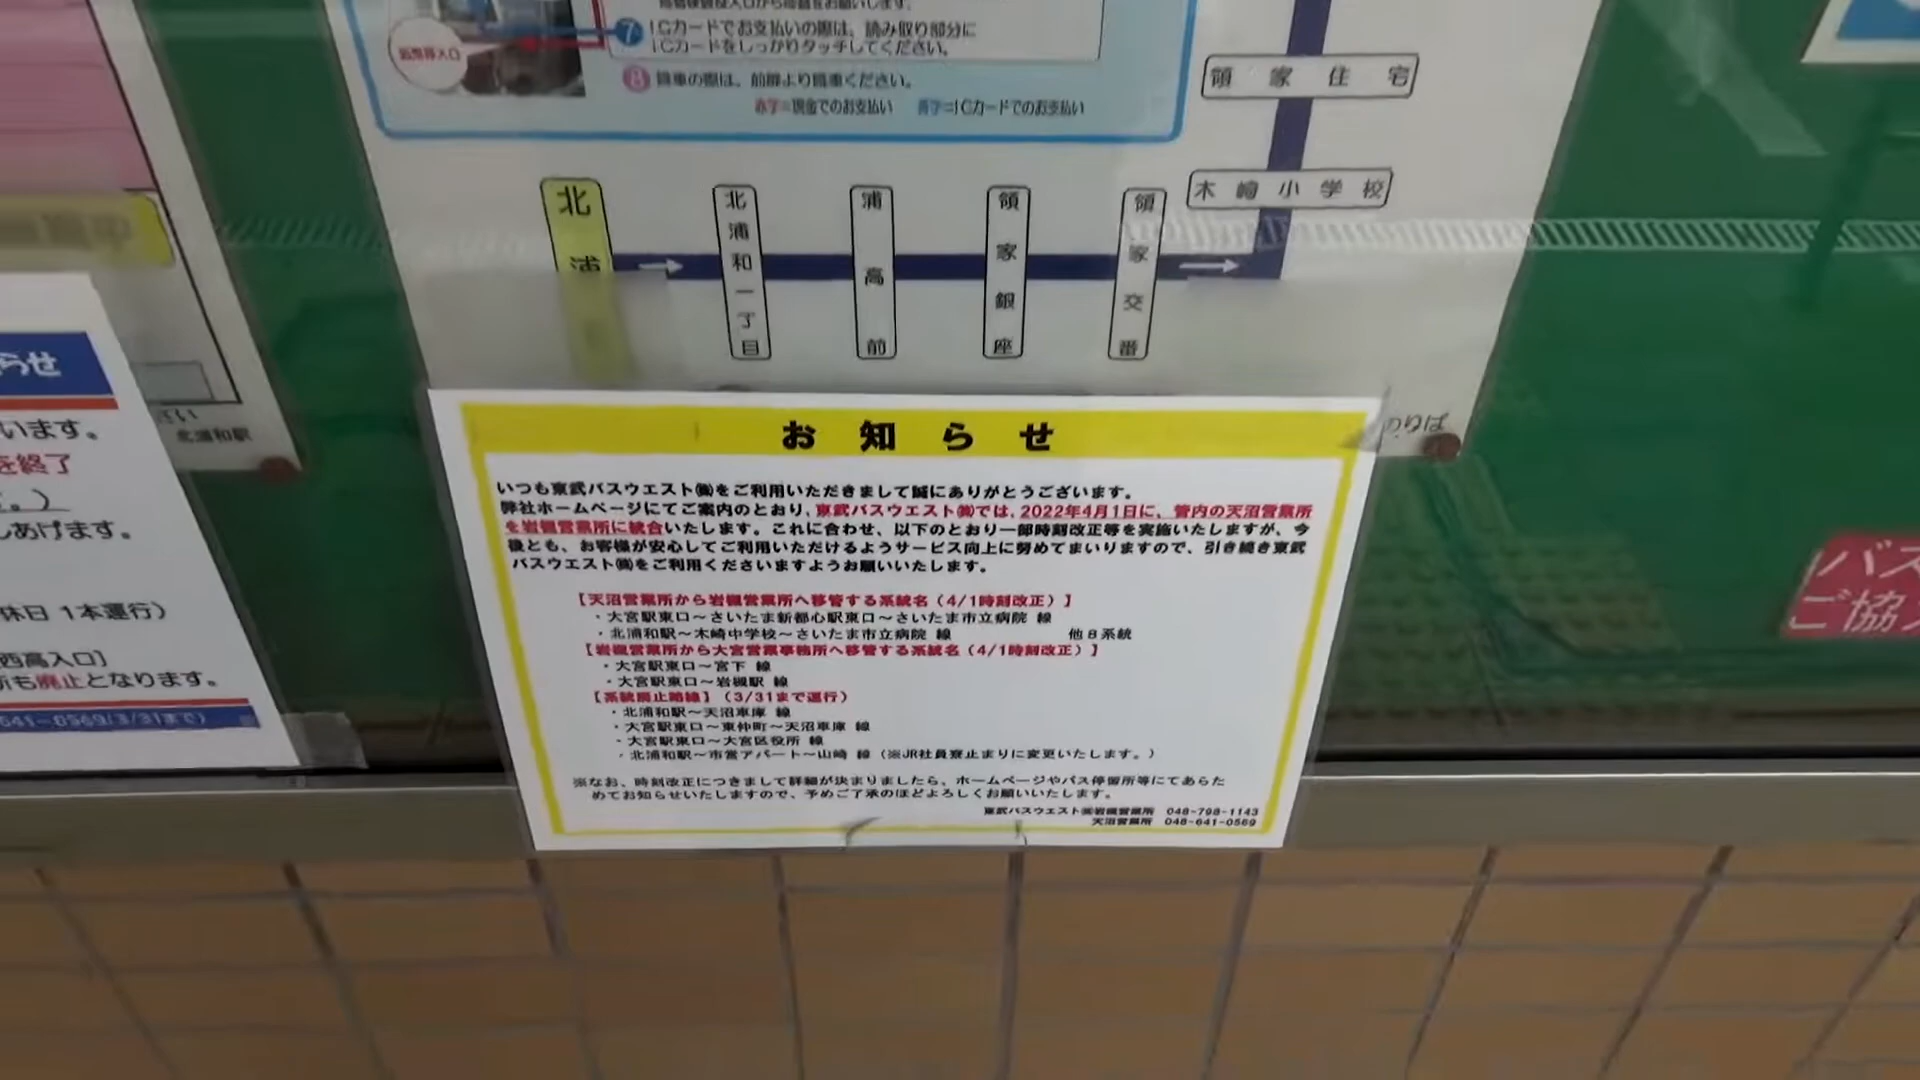 7 ICカードでお支払いの際は、読み取り部分に
ICカードをしっかりタッチしてください。
8 降車の際は、前扉より降車ください。
赤字=現金でのお支払い 青字=ICカードでのお支払い
領家住宅
木崎小学校
北浦
北浦和一丁目
浦高前
領家銀座
領家交番
のりば
らせ
います。
を終了
しあげます。
休日 1本運行)
西高入口]
所も廃止となります。
641-0569/3/31まで)
北浦和駅
お知らせ
いつも東武バスウエスト㈱をご利用いただきまして誠にありがとうございます。
弊社ホームページにてご案内のとおり、東武バスウエスト㈱では、2022年4月1日に、管内の天沼営業所
を岩槻営業所に統合いたします。これに合わせ、以下のとおり一部時刻改正等を実施いたしますが、今
後とも、お客様が安心してご利用いただけるようサービス向上に努めてまいりますので、引き続き東武
バスウエスト㈱をご利用くださいますようお願いいたします。
【天沼営業所から岩槻営業所へ移管する系統名(4/1時刻改正)】
・大宮駅東口~さいたま新都心駅東口~さいたま市立病院 線
・北浦和駅~木崎中学校~さいたま市立病院 線 他8系統
【岩槻営業所から大宮営業事務所へ移管する系統名(4/1時刻改正)】
・大宮駅東口~宮下 線
・大宮駅東口~岩槻駅 線
【系統廃止路線】(3/31まで運行)
・北浦和駅~天沼車庫 線
・大宮駅東口~東仲町~天沼車庫 線
・大宮駅東口~大宮区役所 線
・北浦和駅~市営アパート~山崎 線(※JR社員寮止まりに変更いたします。)
※なお、時刻改正につきまして詳細が決まりましたら、ホームページやバス停留所等にてあらた
めてお知らせいたしますので、予めご了承のほどよろしくお願いいたします。
東武バスウエスト㈱岩槻営業所 048-798-1143
天沼営業所 048-641-0569
バス
ご協